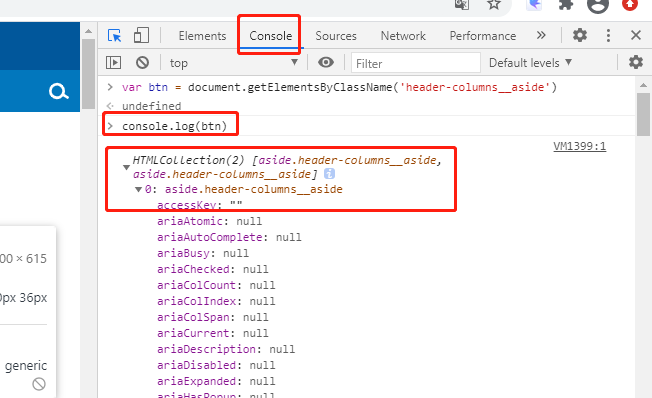 Elements Console Sources Network Performance »
top Filter Default levels
var btn = document.getElementsByClassName('header-columns__aside')
undefined
console.log(btn)
VM1399:1
HTMLCollection(2) [aside.header-columns__aside,
aside.header-columns__aside]
0: aside.header-columns__aside
accessKey: ""
ariaAtomic: null
ariaAutoComplete: null
ariaBusy: null
00 × 615
ariaChecked: null
ariaColCount: null
0px 36px
ariaColIndex: null
ariaColSpan: null
ariaCurrent: null
ariaDescription: null
generic
ariaDisabled: null
ariaExpanded: null
ariaHasPopup: null